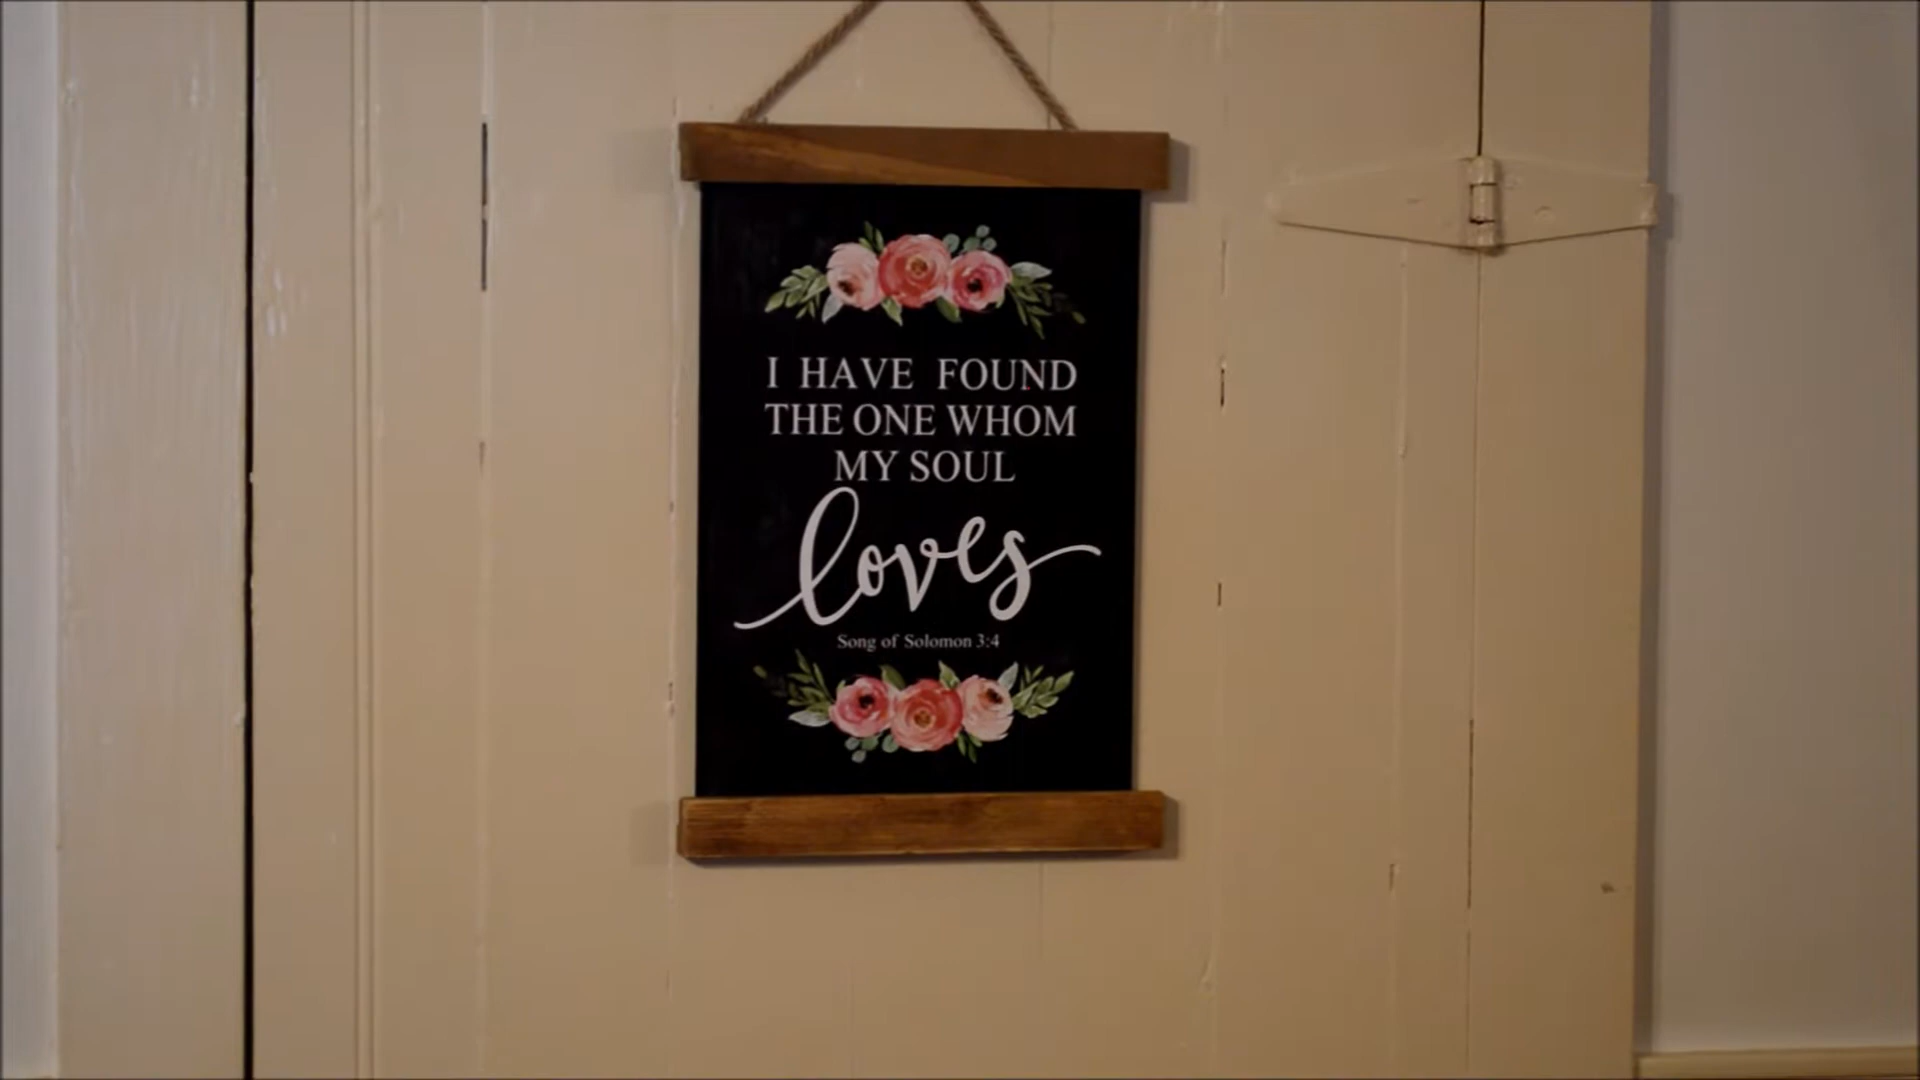 I HAVE FOUND
THE ONE WHOM
MY SOUL
loves
Song of Solomon 3:4